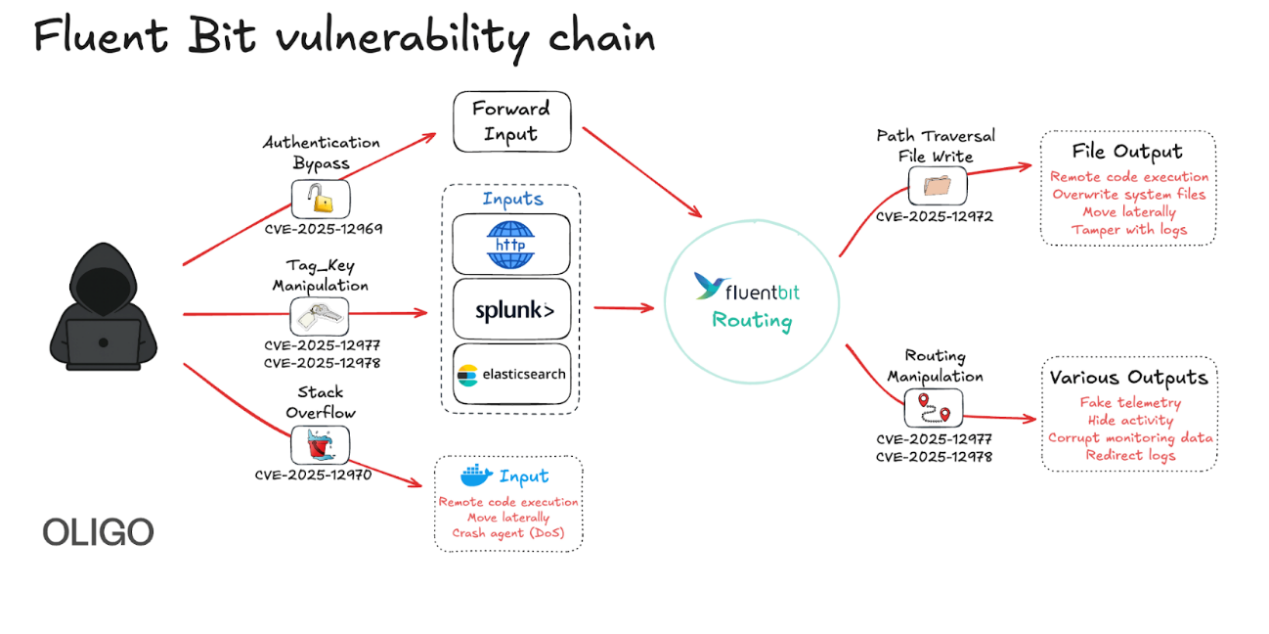 Fluent Bit vulnerability chain
Forward
Input
Authentication
Bypass
CVE-2025-12969
Tag_Key
Manipulation
CVE-2025-12977
CVE-2025-12978
Stack
Overflow
CVE-2025-12970
Inputs
http
splunk>
elasticsearch
Input
Remote code execution
Move laterally
Crash agent (DoS)
fluentbit
Routing
Path Traversal
File Write
CVE-2025-12972
File Output
Remote code execution
Overwrite system files
Move laterally
Tamper with logs
Routing
Manipulation
CVE-2025-12977
CVE-2025-12978
Various Outputs
Fake telemetry
Hide activity
Corrupt monitoring data
Redirect logs
OLIGO